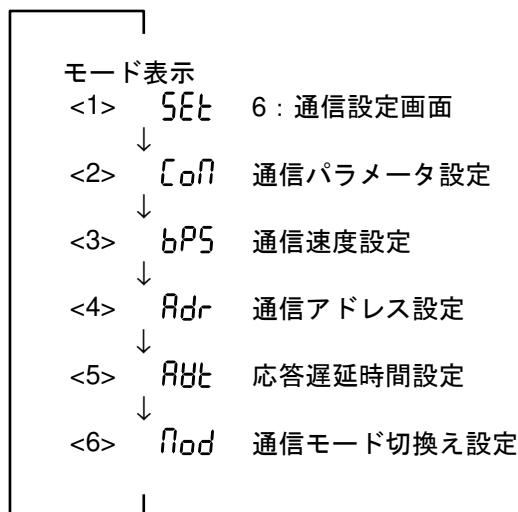 モード表示
<1> SEt 6：通信設定画面
↓
<2> CoM 通信パラメータ設定
↓
<3> bPS 通信速度設定
↓
<4> Adr 通信アドレス設定
↓
<5> AWt 応答遅延時間設定
↓
<6> Mod 通信モード切換え設定